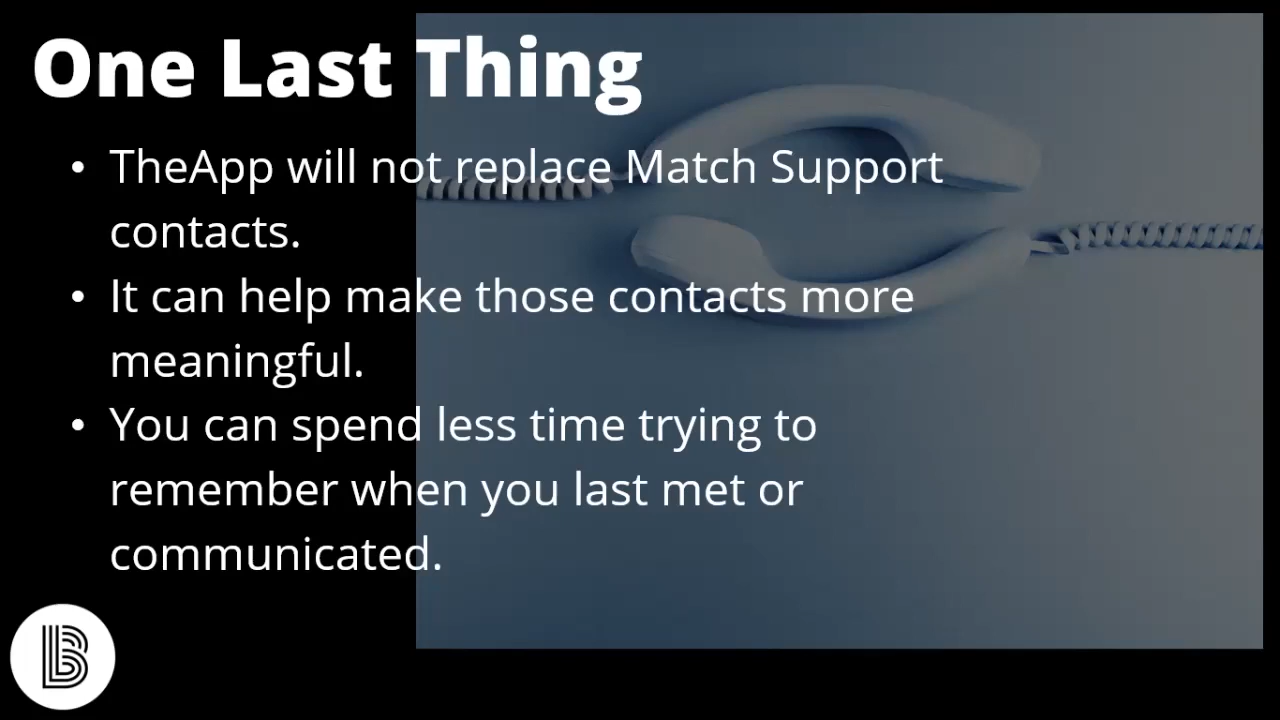 One Last Thing
• TheApp will not replace Match Support
contacts.
• It can help make those contacts more
meaningful.
• You can spend less time trying to
remember when you last met or
communicated.
B